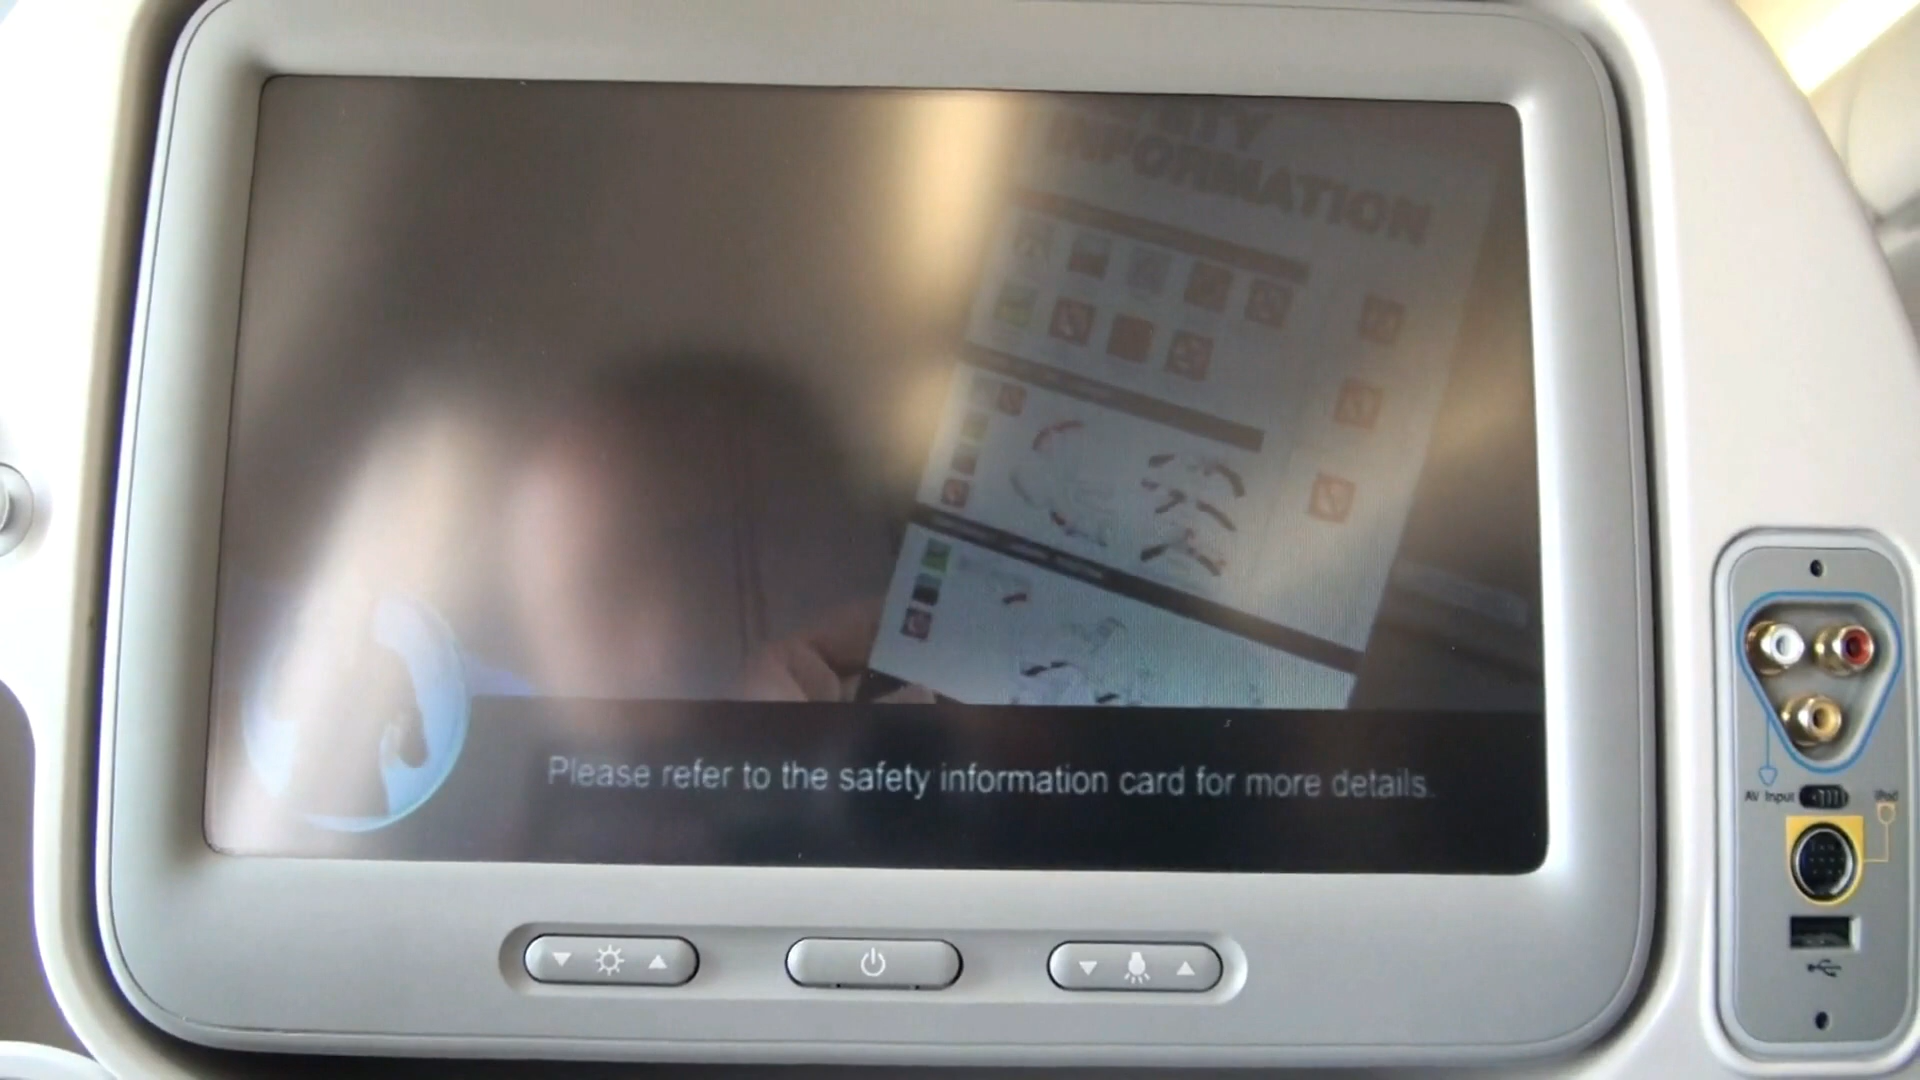 INFORMATION
Please refer to the safety information card for more details.
AV Input
iPod